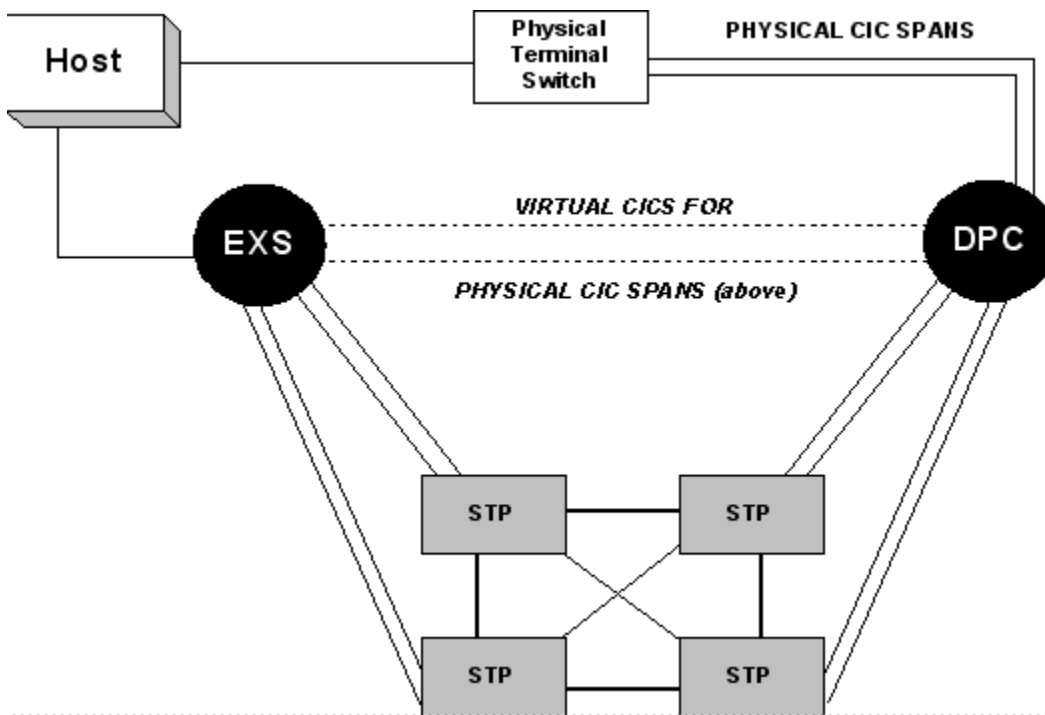 Host
Physical
Terminal
Switch
PHYSICAL CIC SPANS
EXS
VIRTUAL CICS FOR
PHYSICAL CIC SPANS (above)
DPC
STP
STP
STP
STP